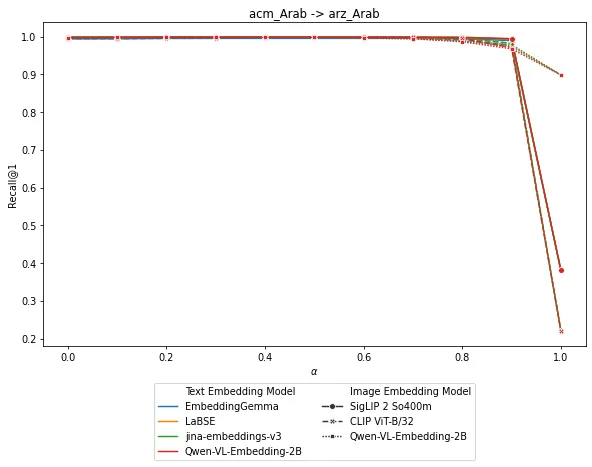 acm_Arab -> arz_Arab
Recall@1
1.0
0.9
0.8
0.7
0.6
0.5
0.4
0.3
0.2
0.0 0.2 0.4 0.6 0.8 1.0
α
Text Embedding Model
EmbeddingGemma
LaBSE
jina-embeddings-v3
Qwen-VL-Embedding-2B
Image Embedding Model
SigLIP 2 So400m
CLIP ViT-B/32
Qwen-VL-Embedding-2B